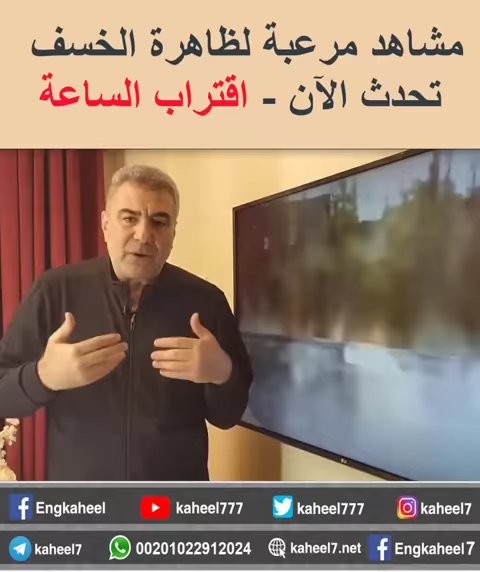 مشاهد مرعبة لظاهرة الخسف
تحدث الآن - اقتراب الساعة
Engkaheel kaheel777 kaheel777 kaheel7
kaheel7 00201022912024 kaheel7.net Engkaheel7